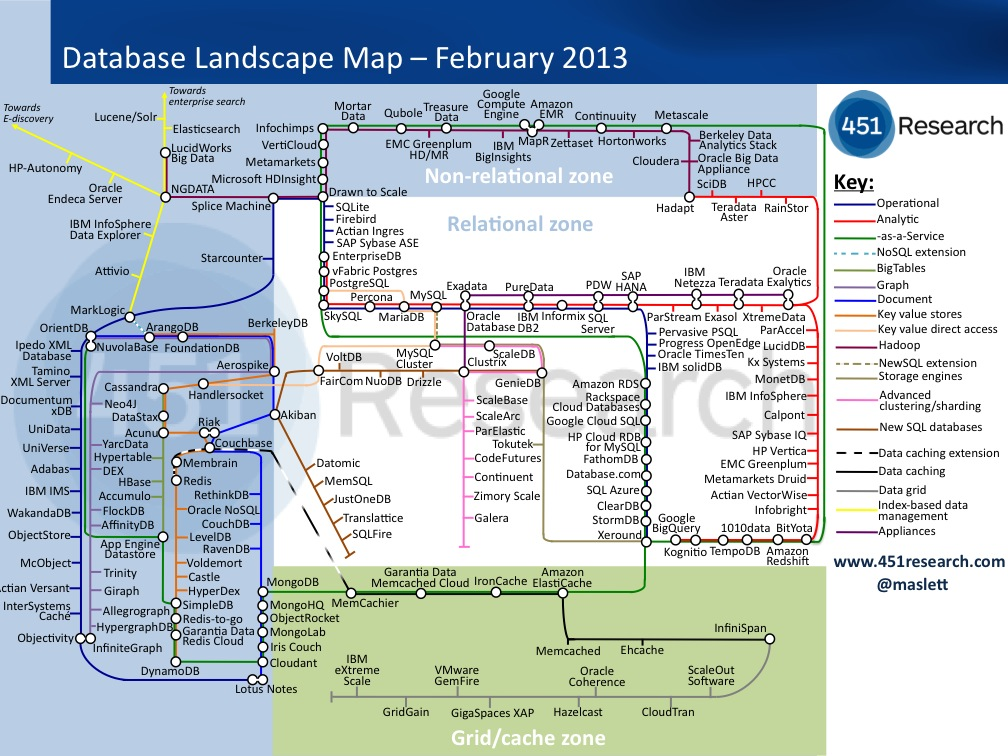 Database Landscape Map – February 2013
Towards
E-discovery
Towards
enterprise search
Lucene/Solr
Elasticsearch
LucidWorks
Big Data
HP-Autonomy
Oracle
Endeca Server
NGDATA
IBM InfoSphere
Data Explorer
Attivio
MarkLogic
Splice Machine
Starcounter
Infochimps
VertiCloud
Metamarkets
Microsoft HDInsight
Drawn to Scale
Mortar
Data
Qubole
Treasure
Data
Google
Compute
Engine
Amazon
EMR
Continuity
Metascale
EMC Greenplum
HD/MR
IBM
BigInsights
MapR
Zettaset
Hortonworks
Cloudera
Berkeley Data
Analytics Stack
Oracle Big Data
Appliance
Non-relational zone
Relational zone
Hadapt
SciDB
Teradata
Aster
HPCC
RainStor
SQLite
Firebird
Actian Ingres
SAP Sybase ASE
EnterpriseDB
vFabric Postgres
PostgreSQL
SkySQL
Percona
MariaDB
MySQL
Exadata
Oracle
Database
PureData
IBM
DB2
Informix
PDW
SQL
Server
SAP
HANA
IBM
Netezza
Teradata
Oracle
Exalytics
ParStream
Exasol
XtremeData
Pervasive PSQL
Progress OpenEdge
Oracle TimesTen
IBM solidDB
ParAccel
LucidDB
Kx Systems
MonetDB
IBM InfoSphere
Calpont
SAP Sybase IQ
HP Vertica
EMC Greenplum
Metamarkets Druid
Actian VectorWise
Infobright
OrientDB
NuvolaBase
ArangoDB
FoundationDB
BerkeleyDB
Ipedo XML
Database
Tamino
XML Server
Documentum
xDB
UniData
UniVerse
Adabas
IBM IMS
WakandaDB
ObjectStore
McObject
Actian Versant
InterSystems
Caché
Objectivity
Aerospike
Cassandra
Handlersocket
Neo4J
DataStax
Acunu
Riak
Couchbase
Akiban
YarcData
Hypertable
DEX
HBase
Accumulo
FlockDB
AffinityDB
App Engine
Datastore
Trinity
Giraph
Allegrograph
HypergraphDB
InfiniteGraph
Membrain
Redis
RethinkDB
Oracle NoSQL
CouchDB
LevelDB
RavenDB
Voldemort
Castle
HyperDex
SimpleDB
Redis-to-go
Garantia Data
Redis Cloud
DynamoDB
MongoDB
MongoHQ
ObjectRocket
MongoLab
Iris Couch
Cloudant
Lotus Notes
VoltDB
FairCom
NuoDB
Drizzle
MySQL
Cluster
Clustrix
ScaleDB
GenieDB
ScaleBase
ScaleArc
ParElastic
Tokutek
CodeFutures
Continuent
Zimory Scale
Galera
Datomic
MemSQL
JustOneDB
Translattice
SQLFire
Amazon RDS
Rackspace
Cloud Databases
Google Cloud SQL
HP Cloud RDB
for MySQL
FathomDB
Database.com
SQL Azure
ClearDB
StormDB
Xeround
Google
BigQuery
Kognitio
TempoDB
1010data
BitYota
Amazon
Redshift
MemCachier
Garantia Data
Memcached Cloud
IronCache
Amazon
ElastiCache
Memcached
Ehcache
InfiniSpan
IBM
eXtreme
Scale
VMware
GemFire
Oracle
Coherence
ScaleOut
Software
GridGain
GigaSpaces XAP
Hazelcast
CloudTran
Grid/cache zone
451 Research
451 Research
Key:
Operational
Analytic
-as-a-Service
NoSQL extension
BigTables
Graph
Document
Key value stores
Key value direct access
Hadoop
NewSQL extension
Storage engines
Advanced
clustering/sharding
New SQL databases
Data caching extension
Data caching
Data grid
Index-based data
management
Appliances
www.451research.com
@maslett